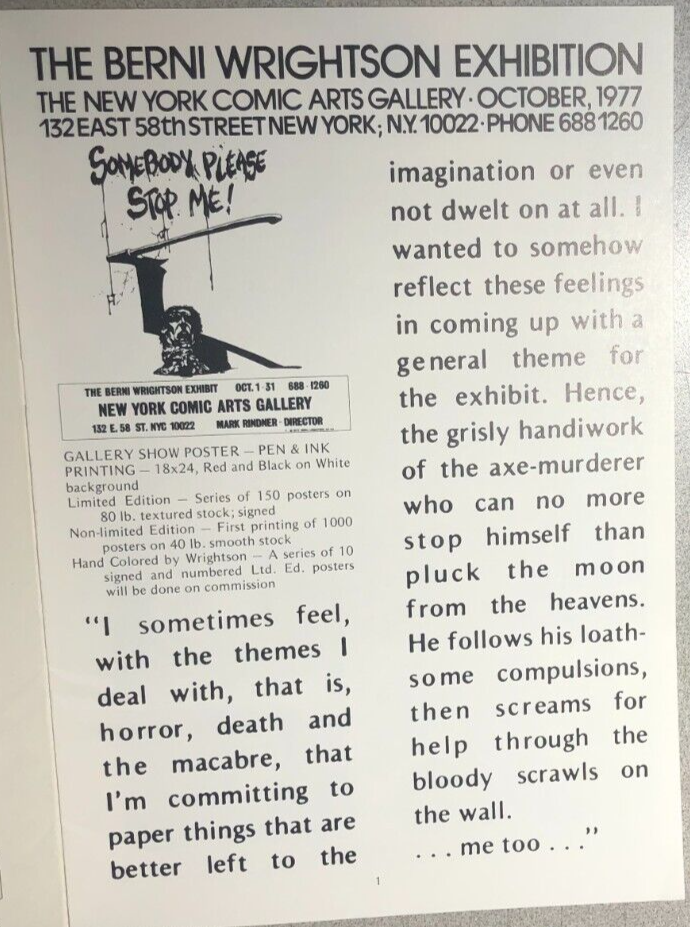 THE BERNI WRIGHTSON EXHIBITION
THE NEW YORK COMIC ARTS GALLERY · OCTOBER, 1977
132 EAST 58th STREET NEW YORK; N.Y. 10022 · PHONE 688 1260
SOMEBODY PLEASE
STOP ME!
THE BERNI WRIGHTSON EXHIBIT OCT. 1-31 688-1260
NEW YORK COMIC ARTS GALLERY
132 E. 58 ST. NYC 10022 MARK RINDNER - DIRECTOR
GALLERY SHOW POSTER — PEN & INK
PRINTING — 18x24, Red and Black on White
background
Limited Edition — Series of 150 posters on
80 lb. textured stock; signed
Non-limited Edition — First printing of 1000
posters on 40 lb. smooth stock
Hand Colored by Wrightson — A series of 10
signed and numbered Ltd. Ed. posters
will be done on commission
“I sometimes feel,
with the themes I
deal with, that is,
horror, death and
the macabre, that
I'm committing to
paper things that are
better left to the
imagination or even
not dwelt on at all. I
wanted to somehow
reflect these feelings
in coming up with a
general theme for
the exhibit. Hence,
the grisly handiwork
of the axe-murderer
who can no more
stop himself than
pluck the moon
from the heavens.
He follows his loath-
some compulsions,
then screams for
help through the
bloody scrawls on
the wall.
. . . me too . . .”
1